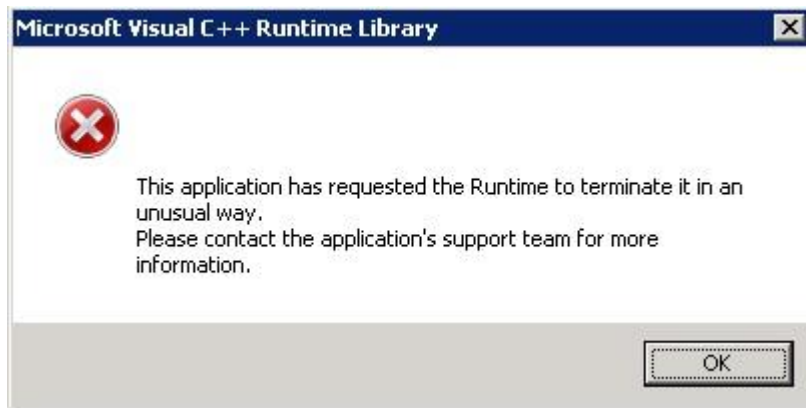 Microsoft Visual C++ Runtime Library
This application has requested the Runtime to terminate it in an
unusual way.
Please contact the application's support team for more
information.
OK